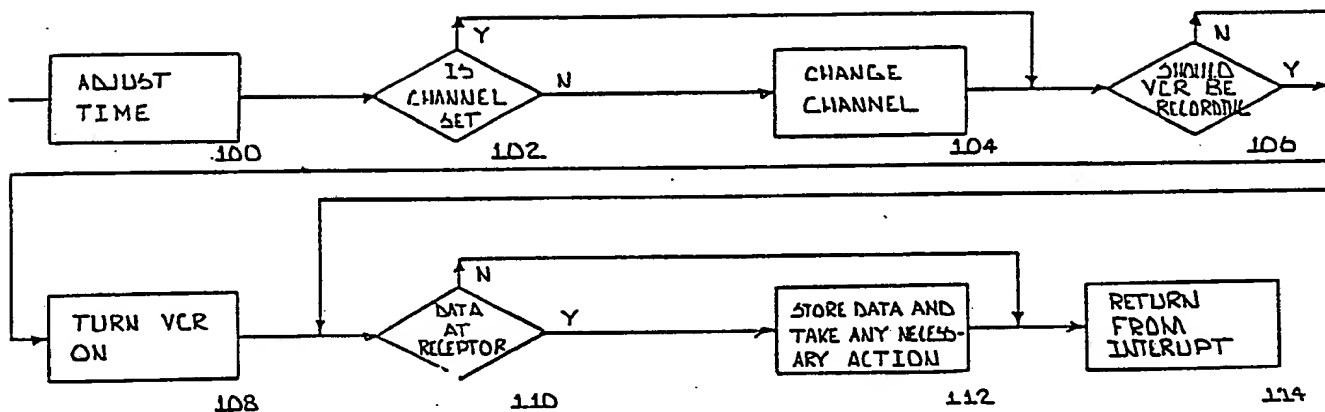 ADJUST
TIME
100
IS
CHANNEL
SET
Y
N
102
CHANGE
CHANNEL
104
SHOULD
VCR BE
RECORDING
N
Y
106
TURN VCR
ON
108
DATA
AT
RECEPTOR
N
Y
110
STORE DATA AND
TAKE ANY NECESS-
ARY ACTION
112
RETURN
FROM
INTERUPT
114